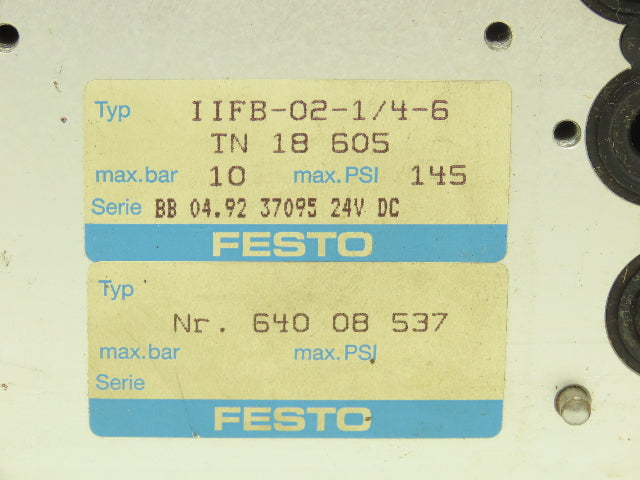 Typ IIFB-02-1/4-6
TN 18 605
max.bar 10 max.PSI 145
Serie BB 04.92 37095 24V DC
FESTO
Typ
Nr. 640 08 537
max.bar max.PSI
Serie
FESTO